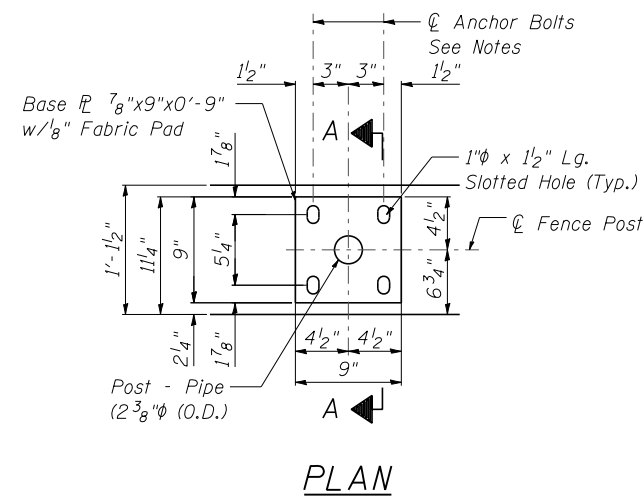 ℄ Anchor Bolts
See Notes
1½" 3" 3" 1½"
Base ℙL ⅞"x9"x0'-9"
w/⅛" Fabric Pad
A
1⅞"
1"ϕ x 1½" Lg.
Slotted Hole (Typ.)
4½"
℄ Fence Post
1'-1½"
11¼"
9"
5¼"
6¾"
2¼"
1⅞"
4½" 4½"
9"
Post - Pipe
(2⅜"ϕ (O.D.)
A
PLAN